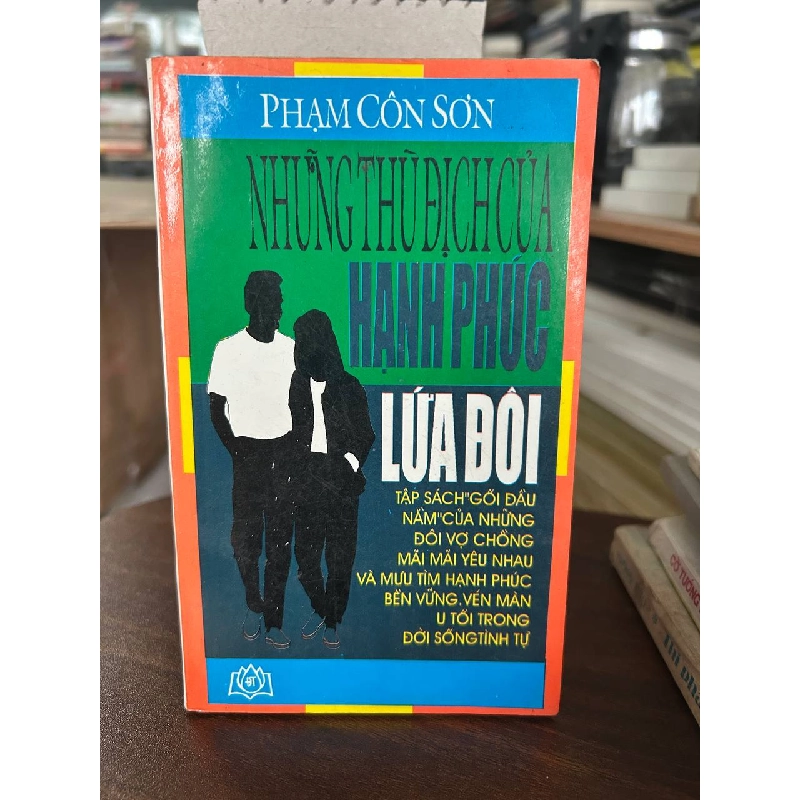 PHẠM CÔN SƠN
NHỮNG THÙ ĐỊCH CỦA
HẠNH PHÚC
LỨA ĐÔI
TẬP SÁCH"GỐI ĐẦU
NẰM"CỦA NHỮNG
ĐÔI VỢ CHỒNG
MÃI MÃI YÊU NHAU
VÀ MƯU TÌM HẠNH PHÚC
BỀN VỮNG.VÉN MÀN
U TỐI TRONG
ĐỜI SỐNGTÌNH TỰ
CỜ TƯỚNG